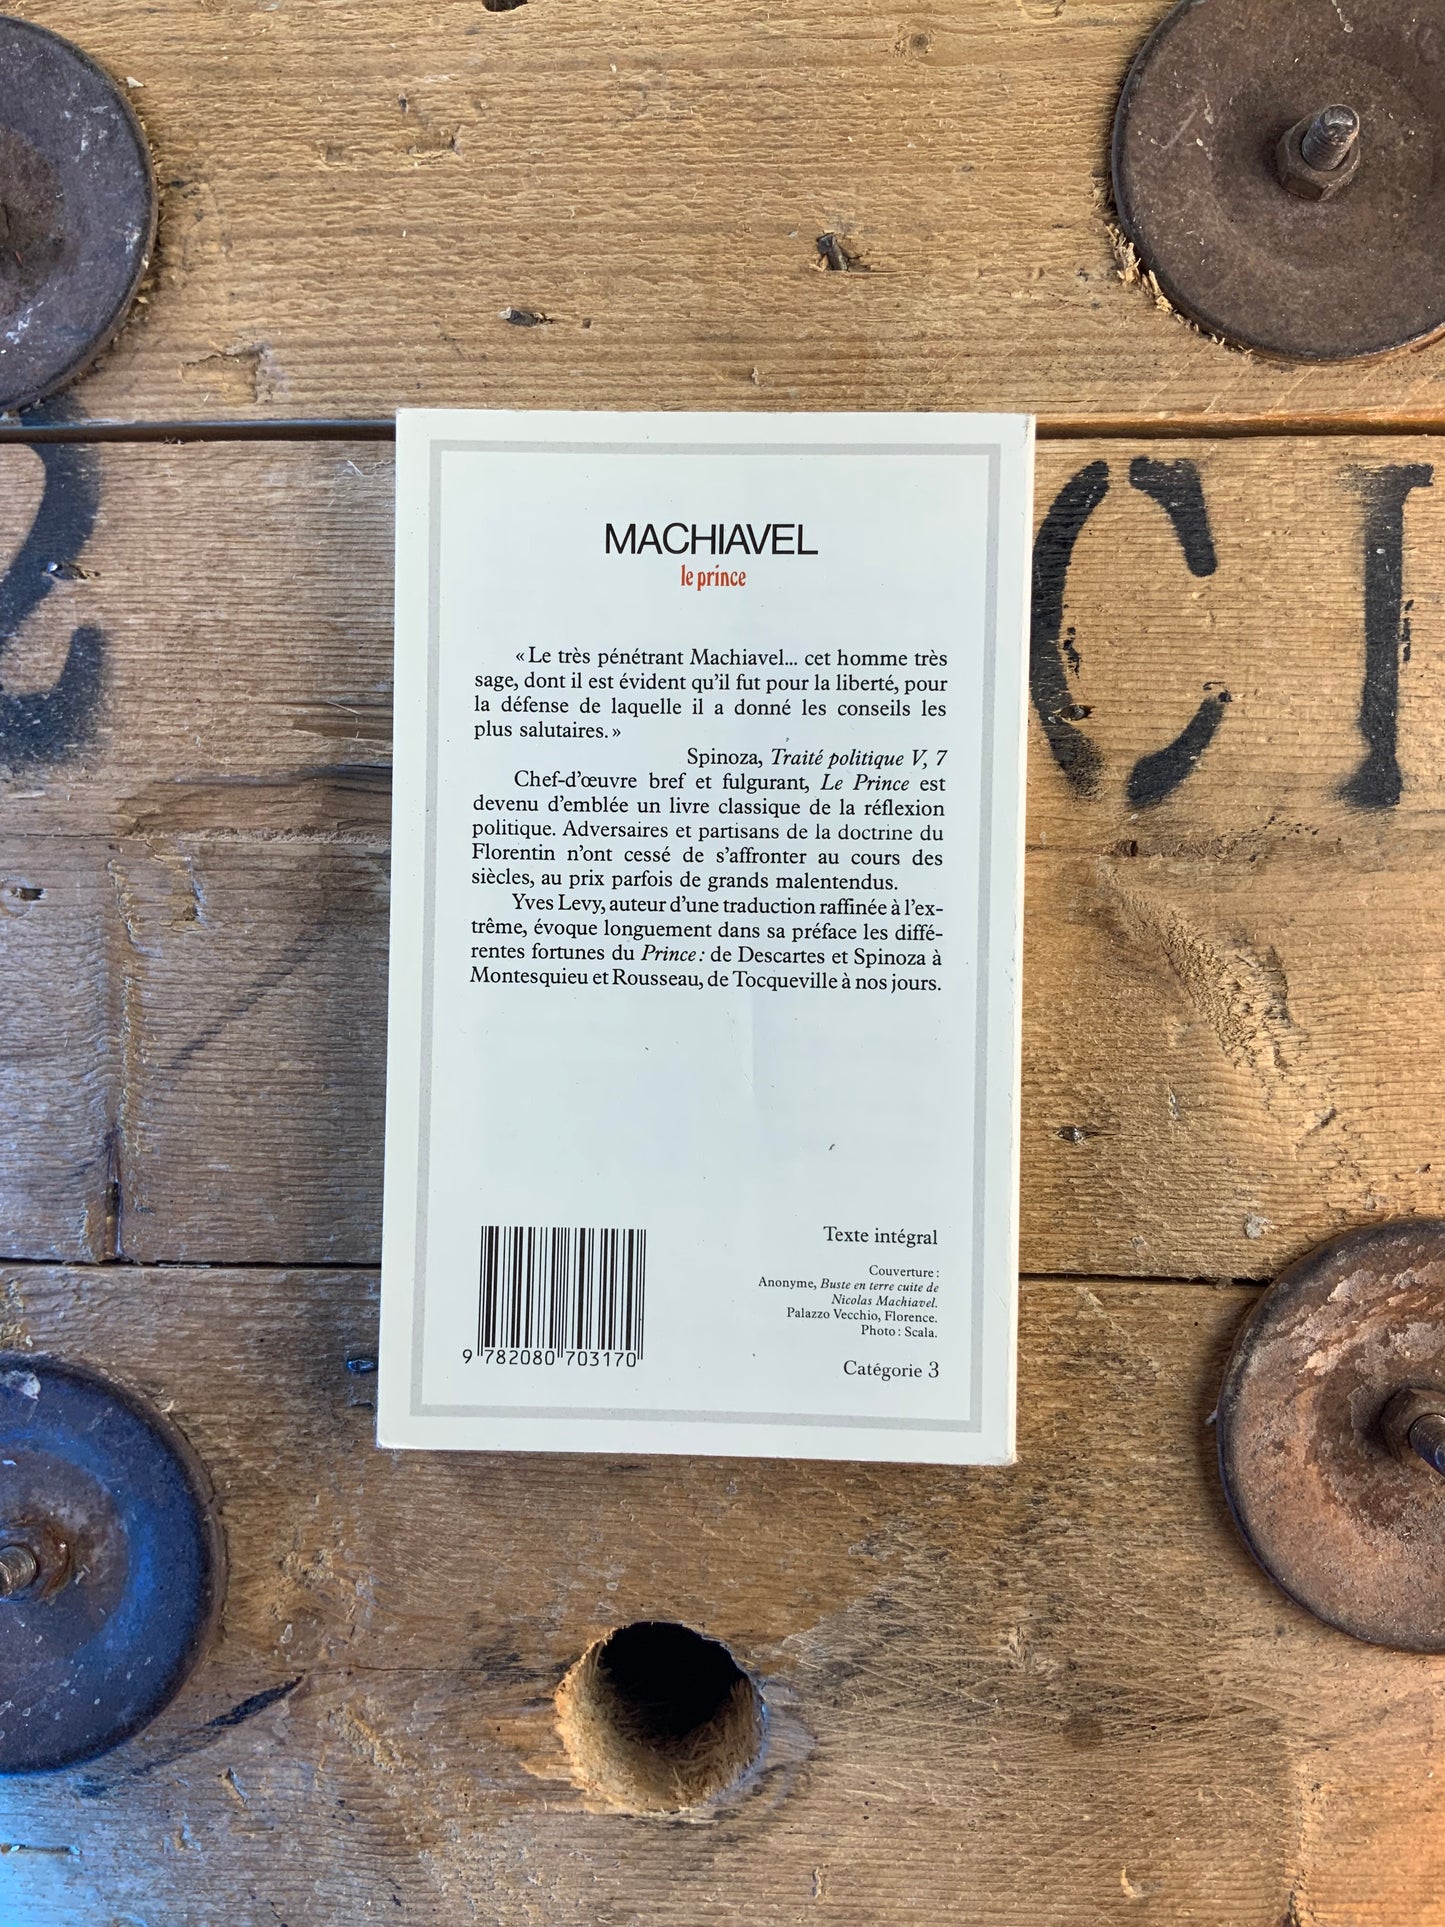 CI
MACHIAVEL
le prince
« Le très pénétrant Machiavel... cet homme très
sage, dont il est évident qu'il fut pour la liberté, pour
la défense de laquelle il a donné les conseils les
plus salutaires. »
Spinoza, Traité politique V, 7
Chef-d'œuvre bref et fulgurant, Le Prince est
devenu d'emblée un livre classique de la réflexion
politique. Adversaires et partisans de la doctrine du
Florentin n'ont cessé de s'affronter au cours des
siècles, au prix parfois de grands malentendus.
Yves Levy, auteur d'une traduction raffinée à l'ex-
trême, évoque longuement dans sa préface les diffé-
rentes fortunes du Prince : de Descartes et Spinoza à
Montesquieu et Rousseau, de Tocqueville à nos jours.
Texte intégral
Couverture :
Anonyme, Buste en terre cuite de
Nicolas Machiavel.
Palazzo Vecchio, Florence.
Photo : Scala.
Catégorie 3
9 782080 703170